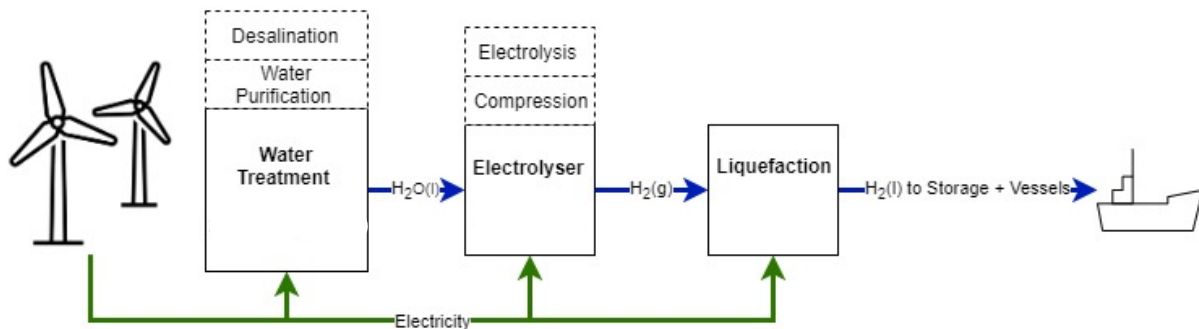 Desalination
Water
Purification
Water
Treatment
H₂O(l)
Electrolysis
Compression
Electrolyser
H₂(g)
Liquefaction
H₂(l) to Storage + Vessels
Electricity